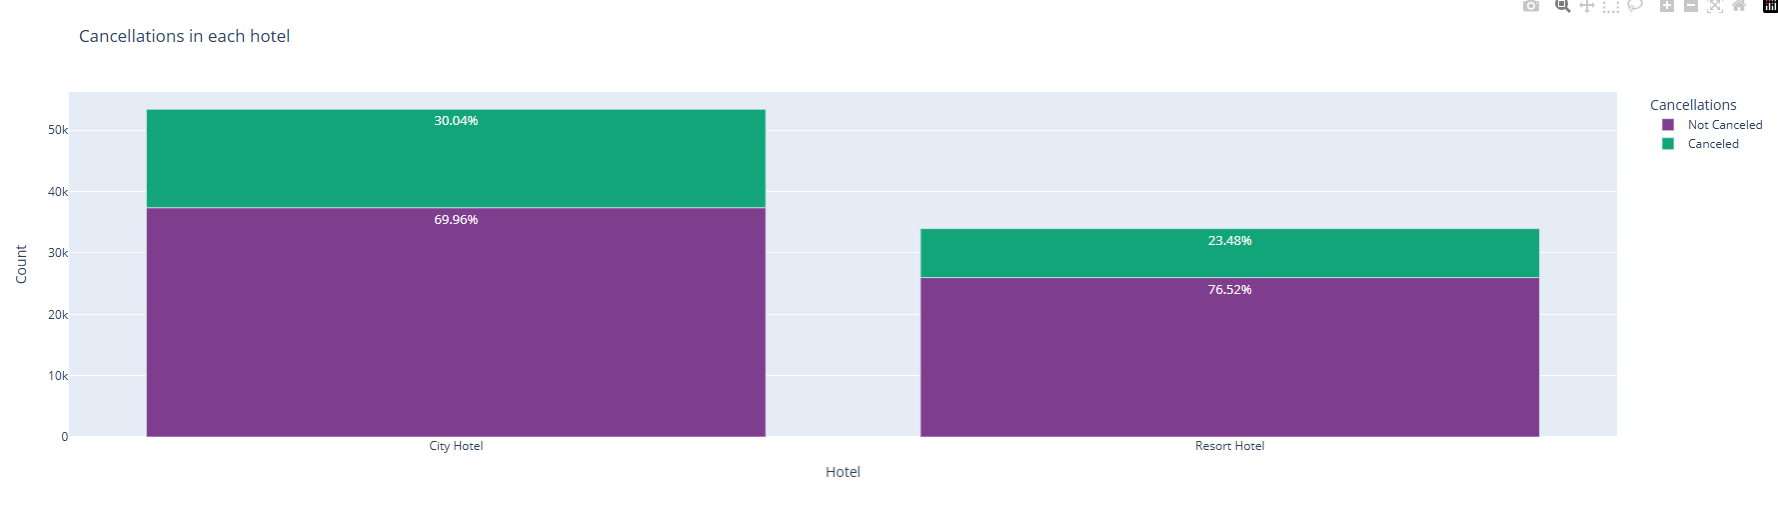 Cancellations in each hotel
Cancellations
Not Canceled
Canceled
50k
40k
30k
20k
10k
0
Count
30.04%
69.96%
23.48%
76.52%
City Hotel
Resort Hotel
Hotel